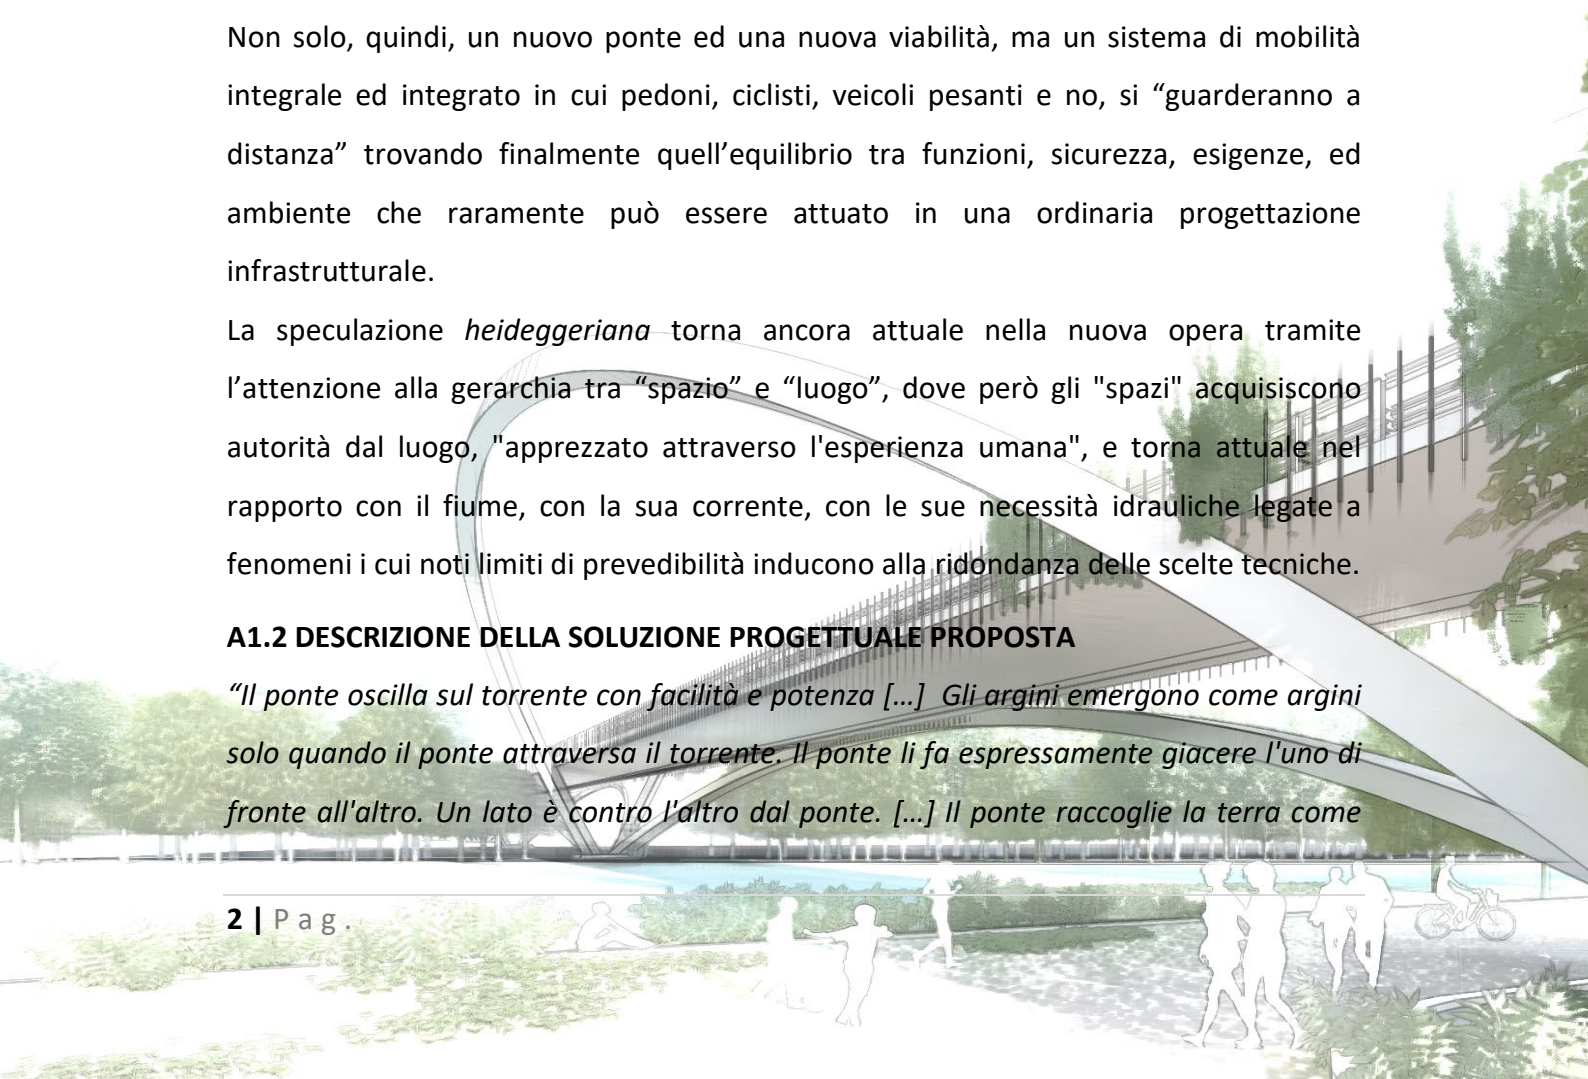 Non solo, quindi, un nuovo ponte ed una nuova viabilità, ma un sistema di mobilità
integrale ed integrato in cui pedoni, ciclisti, veicoli pesanti e no, si “guarderanno a
distanza” trovando finalmente quell’equilibrio tra funzioni, sicurezza, esigenze, ed
ambiente che raramente può essere attuato in una ordinaria progettazione
infrastrutturale.
La speculazione heideggeriana torna ancora attuale nella nuova opera tramite
l’attenzione alla gerarchia tra “spazio” e “luogo”, dove però gli "spazi" acquisiscono
autorità dal luogo, "apprezzato attraverso l'esperienza umana", e torna attuale nel
rapporto con il fiume, con la sua corrente, con le sue necessità idrauliche legate a
fenomeni i cui noti limiti di prevedibilità inducono alla ridondanza delle scelte tecniche.
A1.2 DESCRIZIONE DELLA SOLUZIONE PROGETTUALE PROPOSTA
“Il ponte oscilla sul torrente con facilità e potenza […] Gli argini emergono come argini
solo quando il ponte attraversa il torrente. Il ponte li fa espressamente giacere l'uno di
fronte all'altro. Un lato è contro l'altro dal ponte. […] Il ponte raccoglie la terra come
2 | Pag.